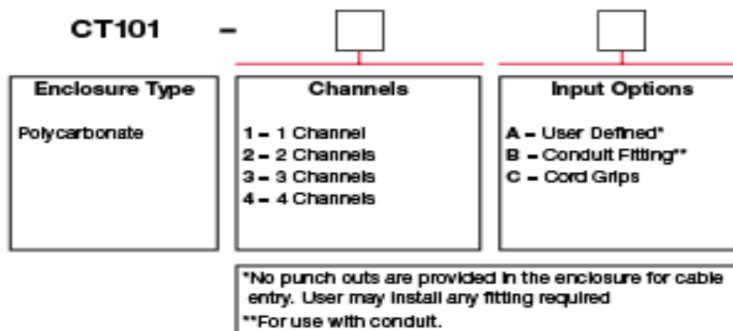 CT101 –
Enclosure Type
Polycarbonate
Channels
1 – 1 Channel
2 – 2 Channels
3 – 3 Channels
4 – 4 Channels
Input Options
A – User Defined*
B – Conduit Fitting**
C – Cord Grips
*No punch outs are provided in the enclosure for cable
entry. User may install any fitting required
**For use with conduit.